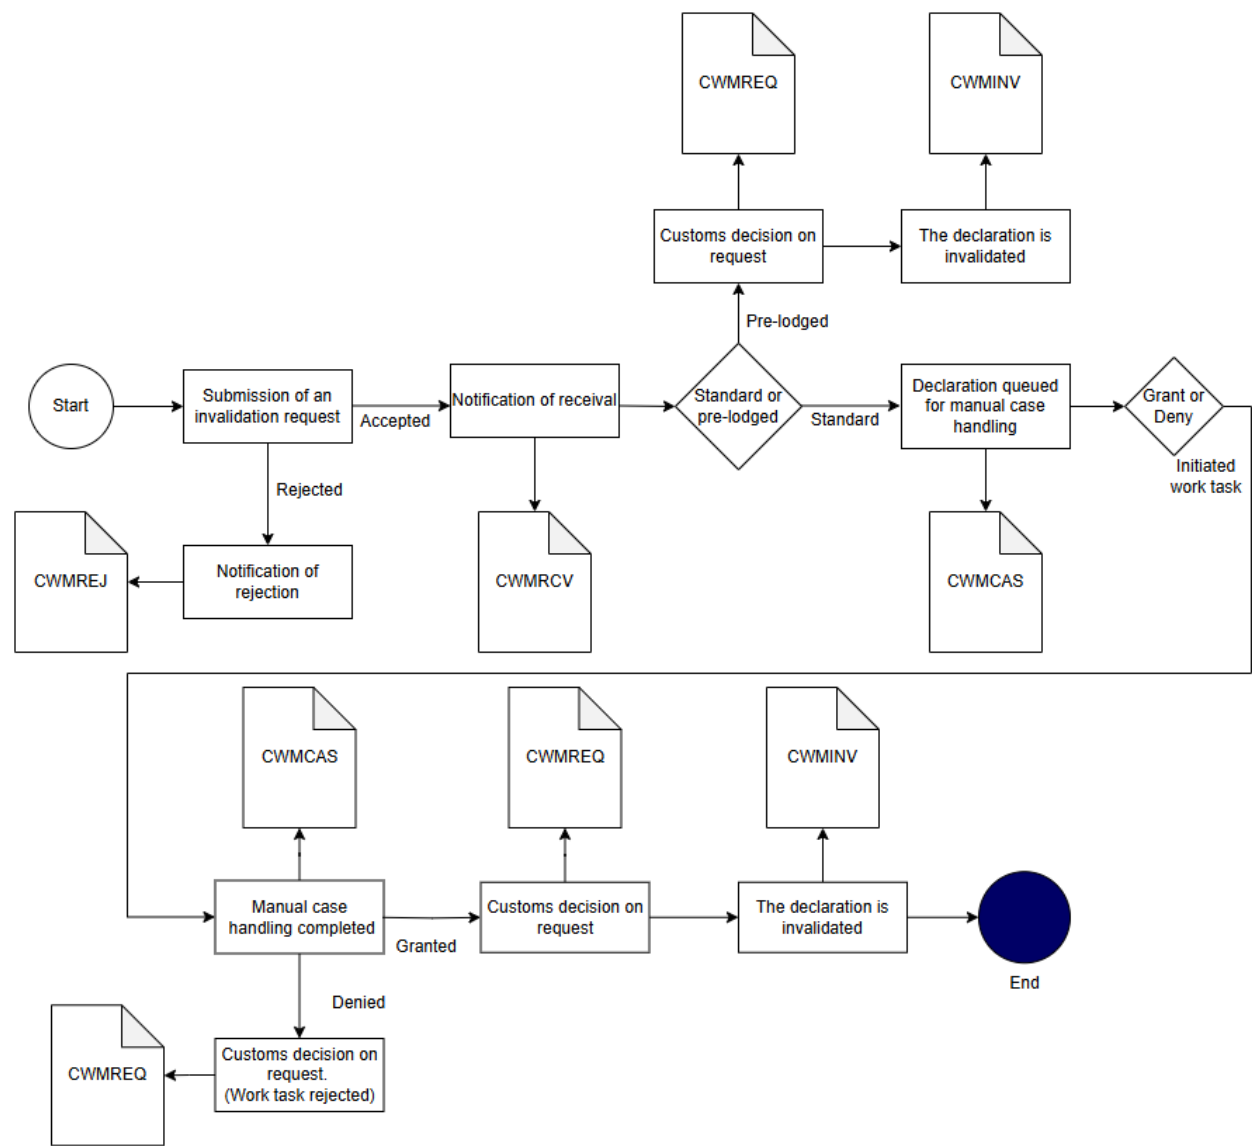 CWMREQ
CWMINV
Customs decision on
request
The declaration is
invalidated
Pre-lodged
Start
Submission of an
invalidation request
Accepted
Notification of receival
Standard or
pre-lodged
Standard
Declaration queued
for manual case
handling
Grant or
Deny
Initiated
work task
Rejected
CWMREJ
Notification of
rejection
CWMRCV
CWMCAS
CWMCAS
CWMREQ
CWMINV
Manual case
handling completed
Granted
Customs decision on
request
The declaration is
invalidated
End
Denied
CWMREQ
Customs decision on
request.
(Work task rejected)